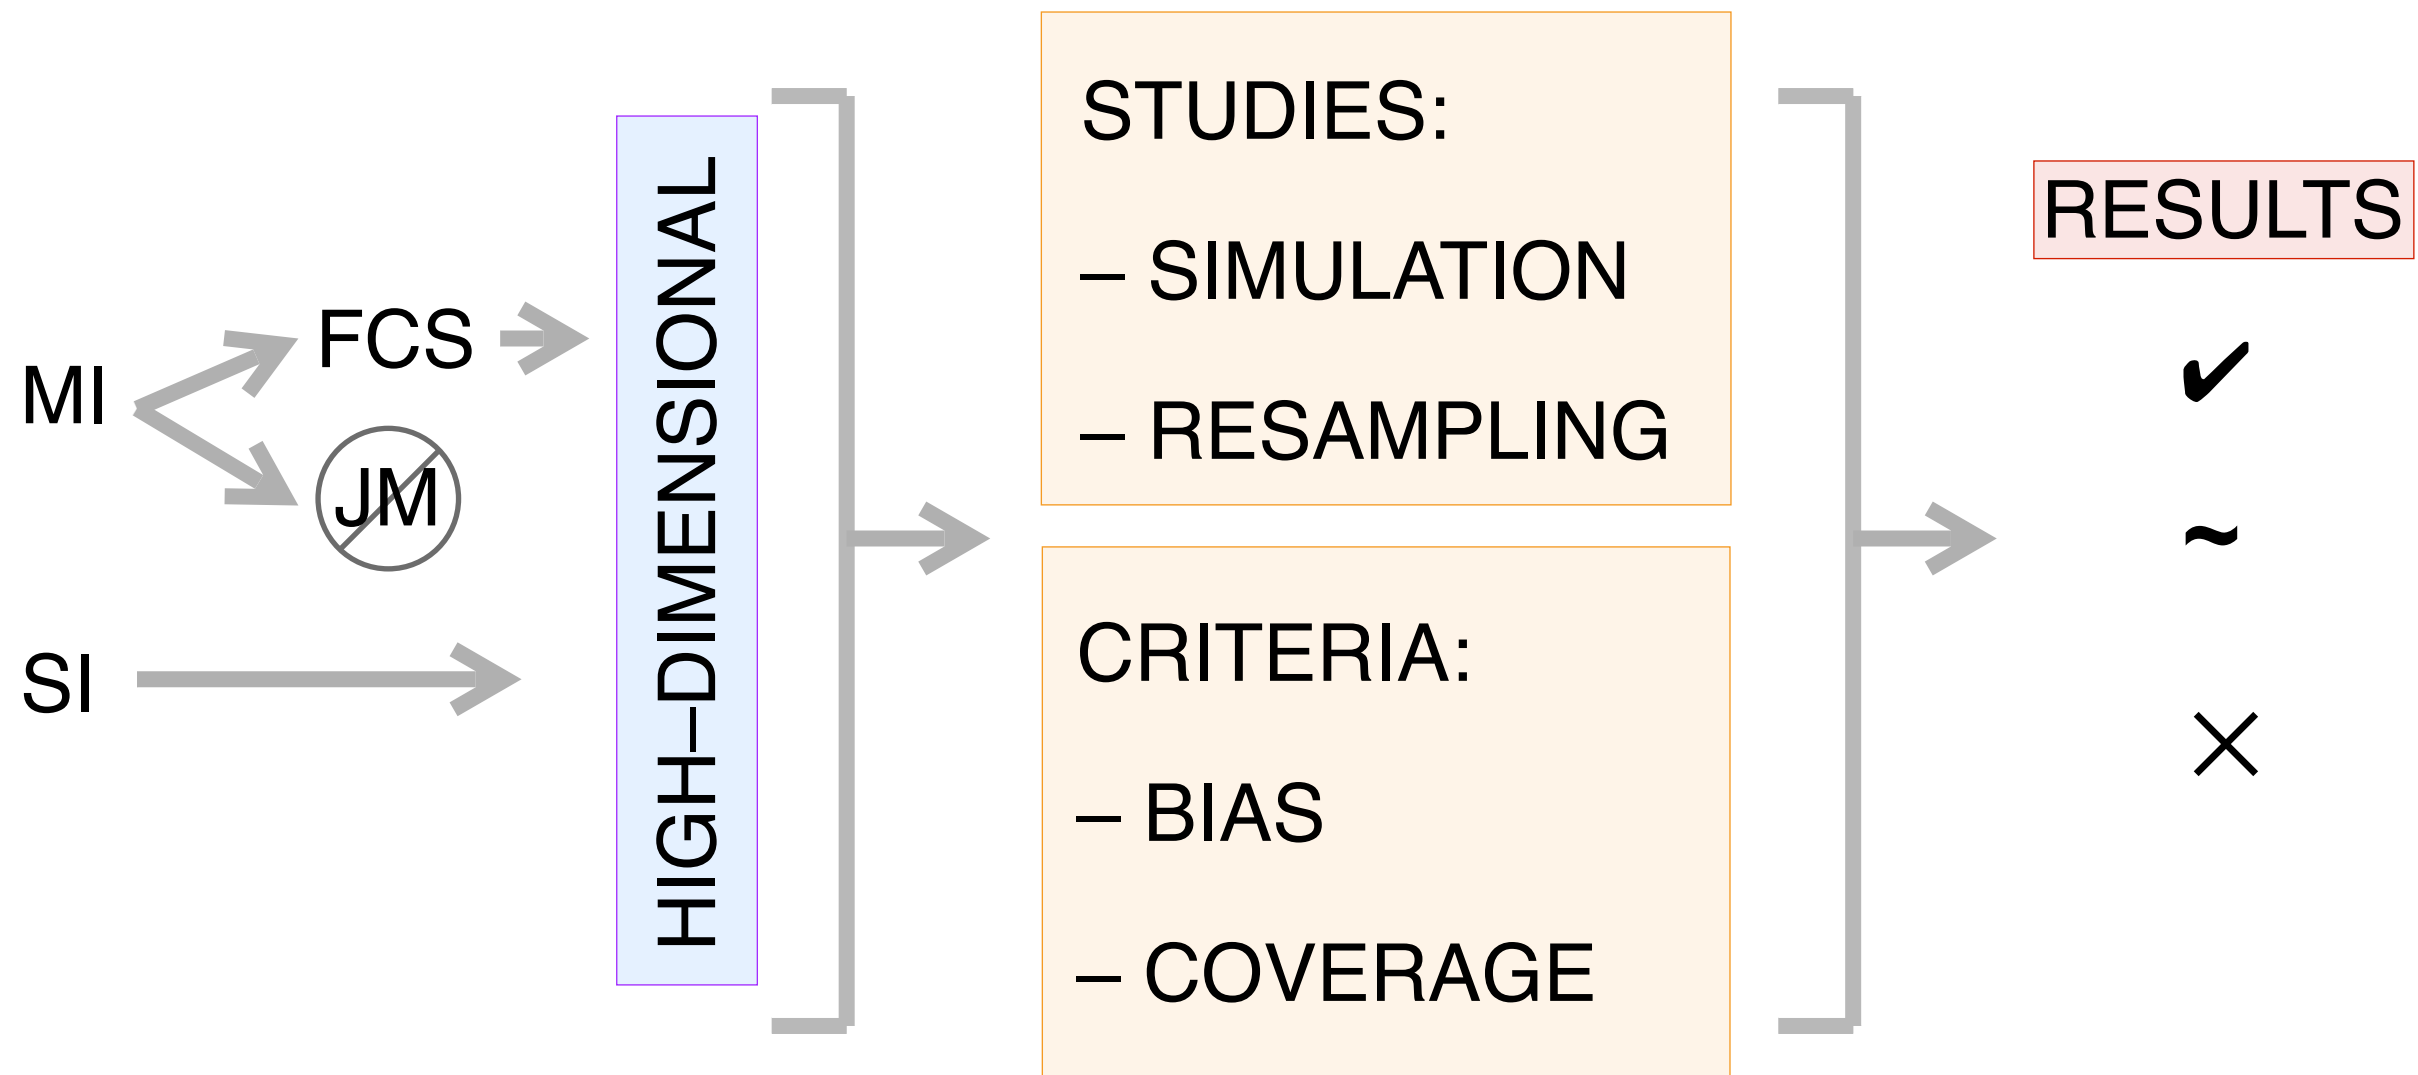 MI
FCS
JM
SI
HIGH–DIMENSIONAL
STUDIES:
– SIMULATION
– RESAMPLING
CRITERIA:
– BIAS
– COVERAGE
RESULTS
✔
~
×